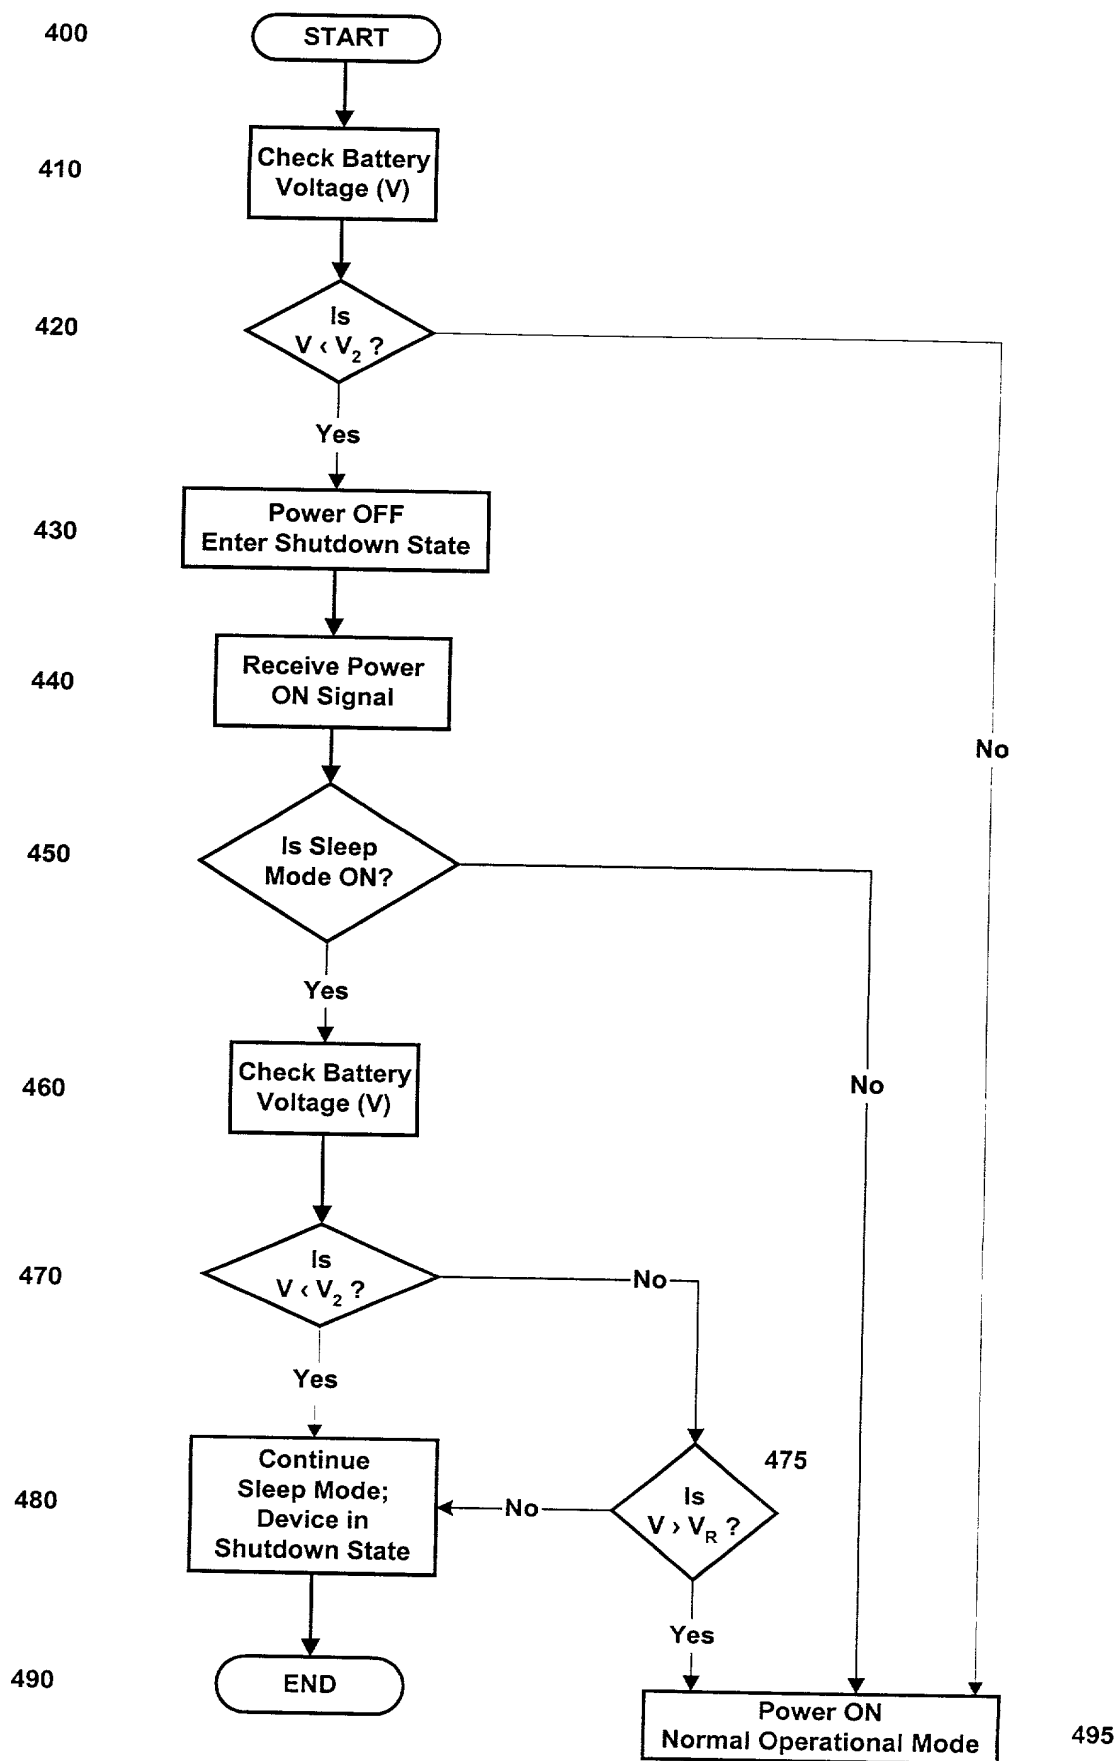 400
START
410
Check Battery
Voltage (V)
420
Is
V ‹ V₂ ?
Yes
430
Power OFF
Enter Shutdown State
440
Receive Power
ON Signal
No
450
Is Sleep
Mode ON?
Yes
460
Check Battery
Voltage (V)
No
470
Is
V ‹ V₂ ?
No
Yes
475
480
Continue
Sleep Mode;
Device in
Shutdown State
No
Is
V › V_R ?
Yes
490
END
Power ON
Normal Operational Mode
495